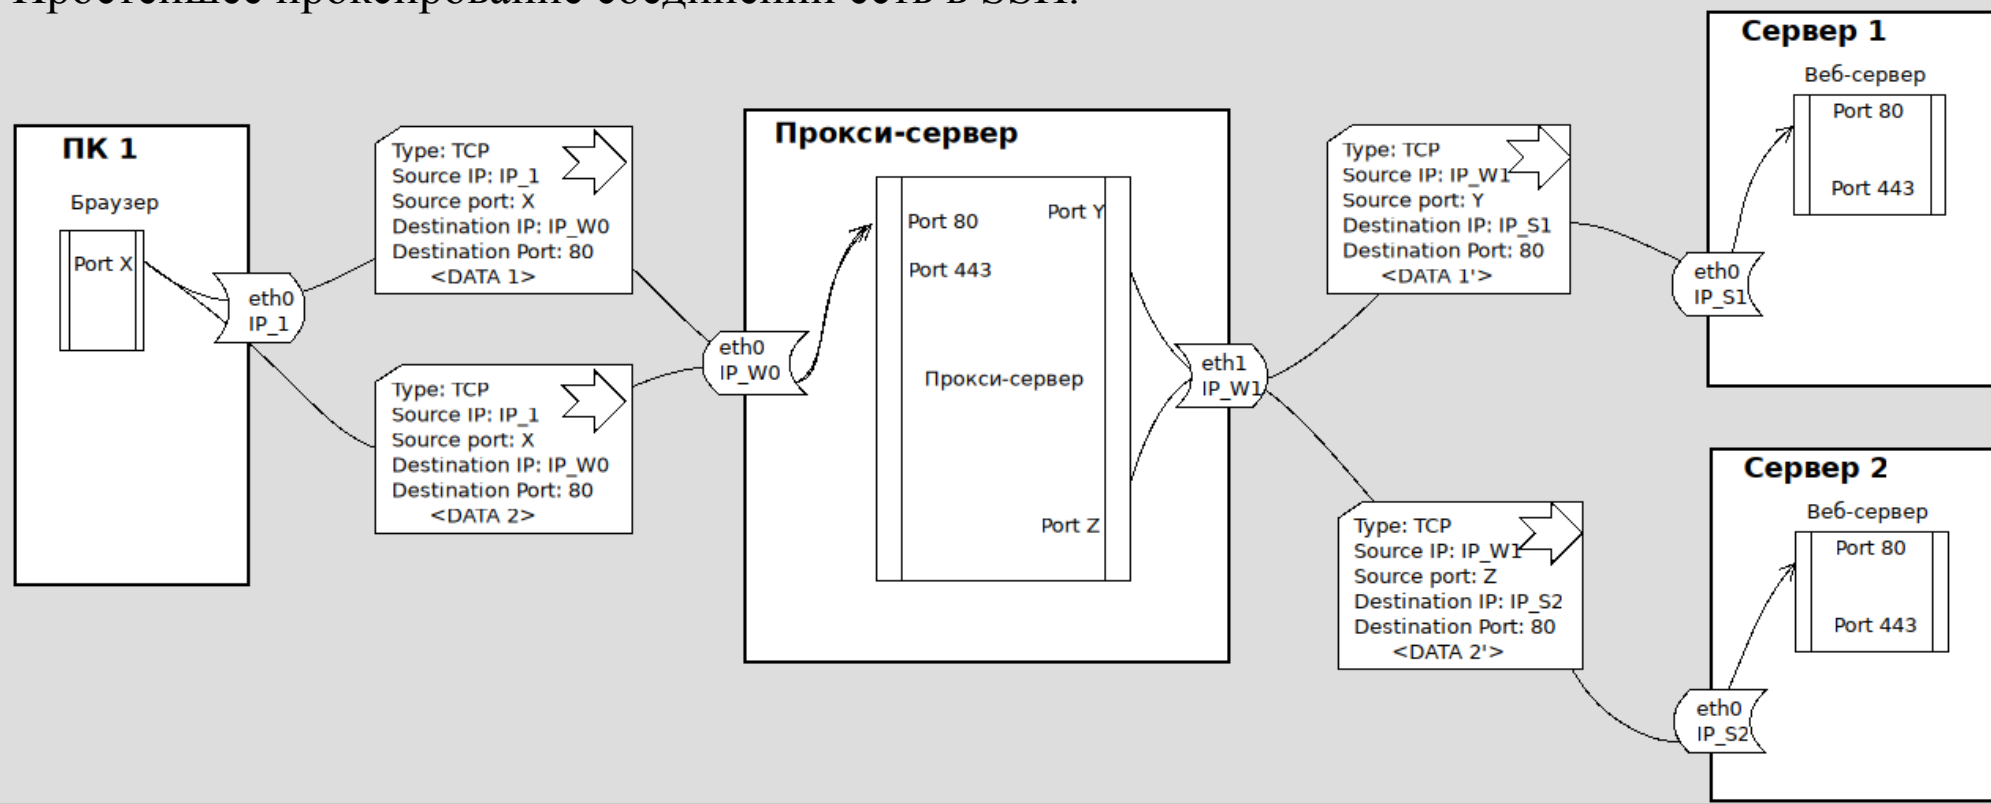 Простейшее проксирование соединений есть в SSH.
ПК 1
Браузер
Port X
eth0
IP_1
Type: TCP
Source IP: IP_1
Source port: X
Destination IP: IP_W0
Destination Port: 80
<DATA 1>
Type: TCP
Source IP: IP_1
Source port: X
Destination IP: IP_W0
Destination Port: 80
<DATA 2>
Прокси-сервер
eth0
IP_W0
Port 80
Port 443
Port Y
Прокси-сервер
Port Z
eth1
IP_W1
Type: TCP
Source IP: IP_W1
Source port: Y
Destination IP: IP_S1
Destination Port: 80
<DATA 1'>
Type: TCP
Source IP: IP_W1
Source port: Z
Destination IP: IP_S2
Destination Port: 80
<DATA 2'>
Сервер 1
Веб-сервер
Port 80
Port 443
eth0
IP_S1
Сервер 2
Веб-сервер
Port 80
Port 443
eth0
IP_S2